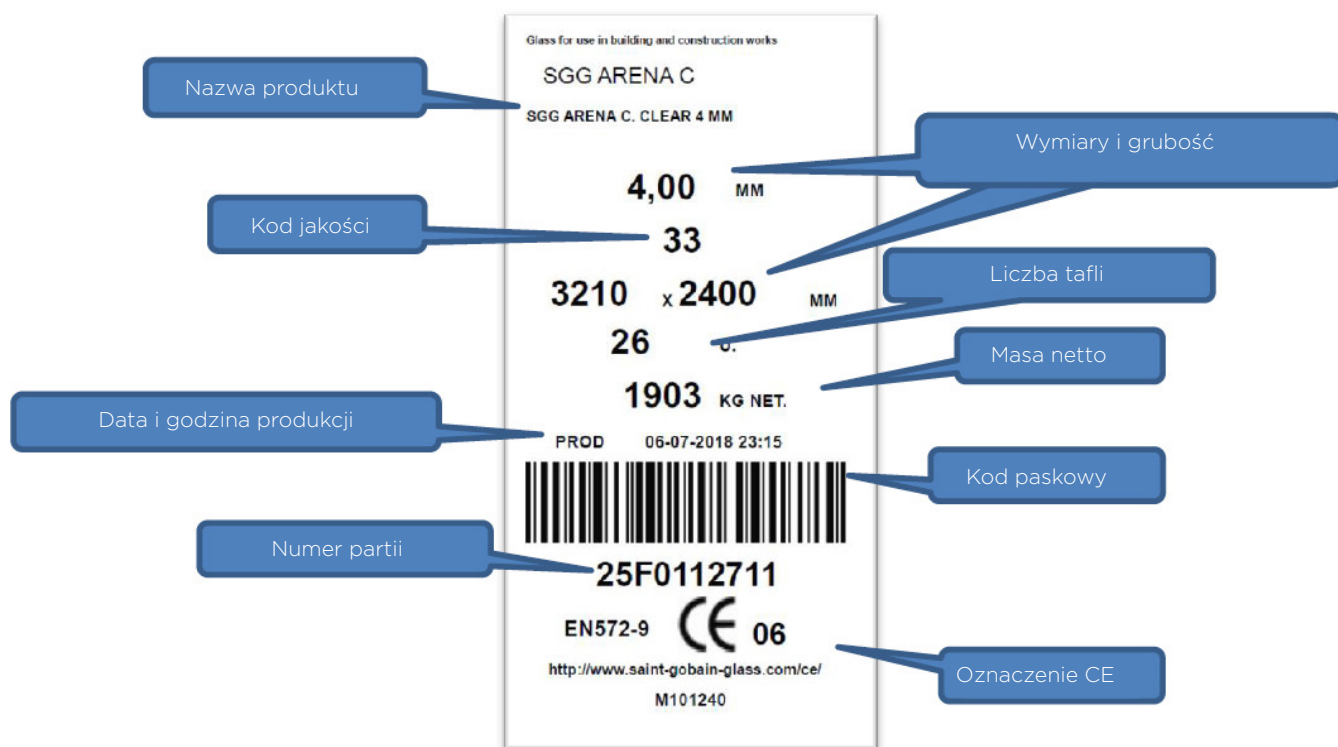 Glass for use in building and construction works
SGG ARENA C
Nazwa produktu
SGG ARENA C. CLEAR 4 MM
Wymiary i grubość
4,00 MM
Kod jakości
33
Liczba tafli
3210 x 2400 MM
26
Masa netto
1903 KG NET.
Data i godzina produkcji
PROD 06-07-2018 23:15
Kod paskowy
Numer partii
25F0112711
EN572-9 CE 06
http://www.saint-gobain-glass.com/ce/
Oznaczenie CE
M101240